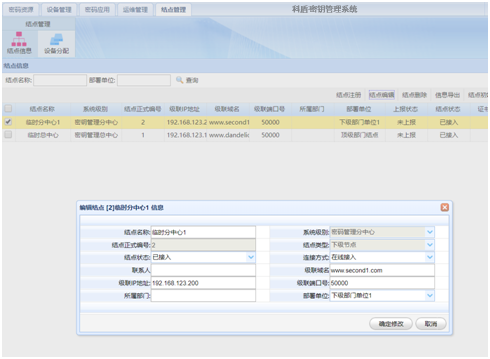 密码资源 设备管理 密码应用 运维管理 结点管理 科盾密钥管理系统
结点管理
结点信息 设备分配
结点信息
结点名称: 部署单位: 查询
结点注册 结点编辑 结点删除 信息导出
结点名称 系统级别 结点正式编号 级联IP地址 级联域名 级联端口号 所属部门 部署单位 上报状态 结点状态
临时分中心1 密钥管理分中心 2 192.168.123.2 www.second1 50000 下级部门单位1 未上报 已接入
临时总中心 密钥管理总中心 1 192.168.123.1 www.dandelic 50000 顶级部门结点 未上报 已接入
编辑结点 [2]临时分中心1 信息
结点名称: 临时分中心1 系统级别: 密码管理分中心
结点正式编号: 2 结点类型: 下级节点
结点状态: 已接入 连接方式: 在线接入
联系人 级联域名 www.second1.com
级联IP地址: 192.168.123.200 级联端口号: 50000
所属部门: 部署单位: 下级部门单位1
确定修改 取消